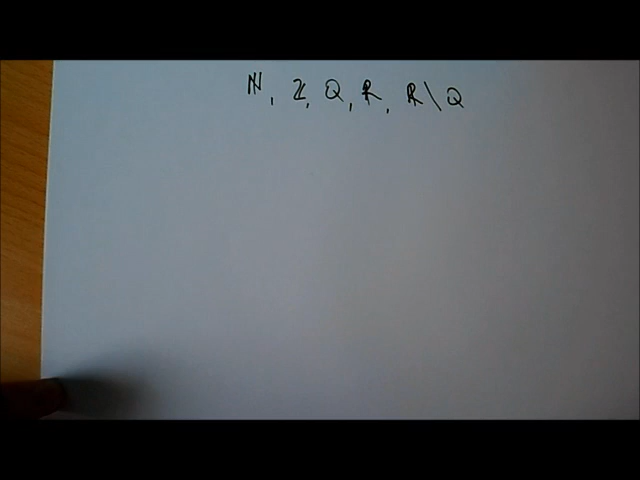 ℕ, ℤ, ℚ, ℝ, ℝ \ ℚ